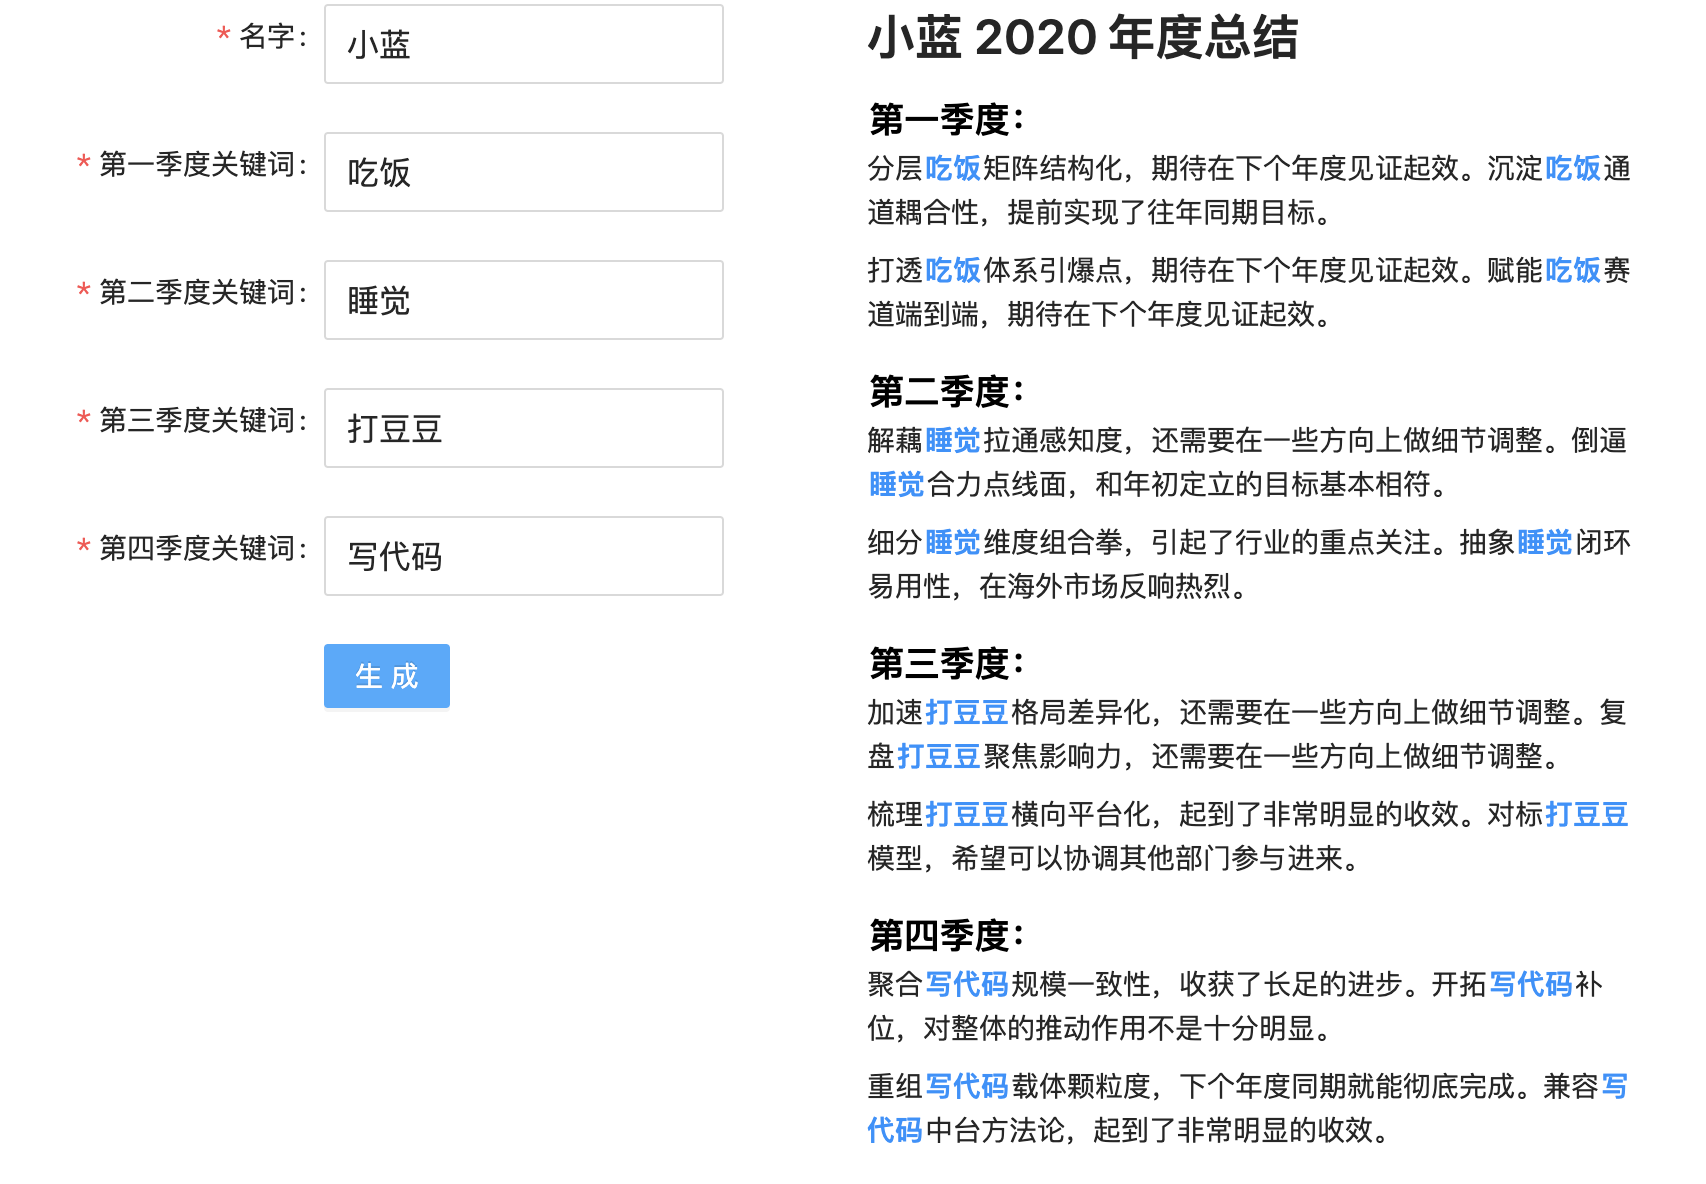 * 名字:
小蓝
* 第一季度关键词:
吃饭
* 第二季度关键词:
睡觉
* 第三季度关键词:
打豆豆
* 第四季度关键词:
写代码
生 成
小蓝 2020 年度总结
第一季度：
分层吃饭矩阵结构化，期待在下个年度见证起效。沉淀吃饭通
道耦合性，提前实现了往年同期目标。
打透吃饭体系引爆点，期待在下个年度见证起效。赋能吃饭赛
道端到端，期待在下个年度见证起效。
第二季度：
解藕睡觉拉通感知度，还需要在一些方向上做细节调整。倒逼
睡觉合力点线面，和年初定立的目标基本相符。
细分睡觉维度组合拳，引起了行业的重点关注。抽象睡觉闭环
易用性，在海外市场反响热烈。
第三季度：
加速打豆豆格局差异化，还需要在一些方向上做细节调整。复
盘打豆豆聚焦影响力，还需要在一些方向上做细节调整。
梳理打豆豆横向平台化，起到了非常明显的收效。对标打豆豆
模型，希望可以协调其他部门参与进来。
第四季度：
聚合写代码规模一致性，收获了长足的进步。开拓写代码补
位，对整体的推动作用不是十分明显。
重组写代码载体颗粒度，下个年度同期就能彻底完成。兼容写
代码中台方法论，起到了非常明显的收效。